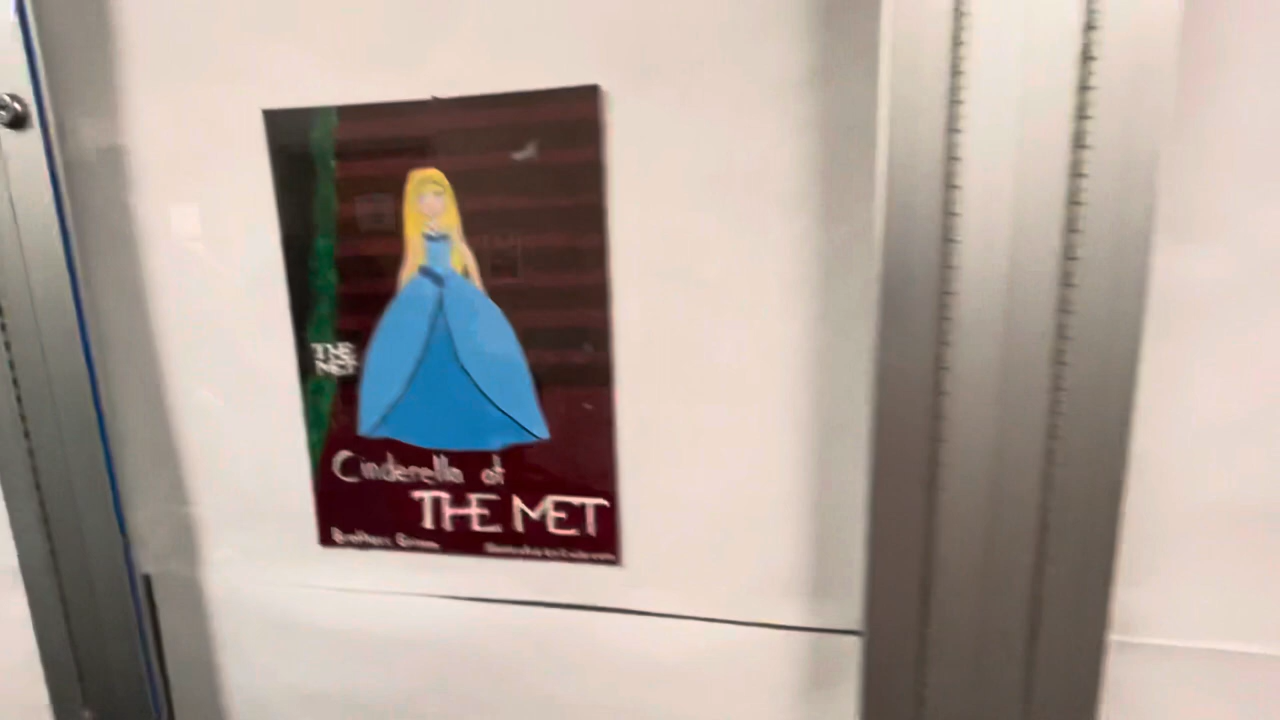 THE
MET
Cinderella at
THE MET
Brothers Grimm